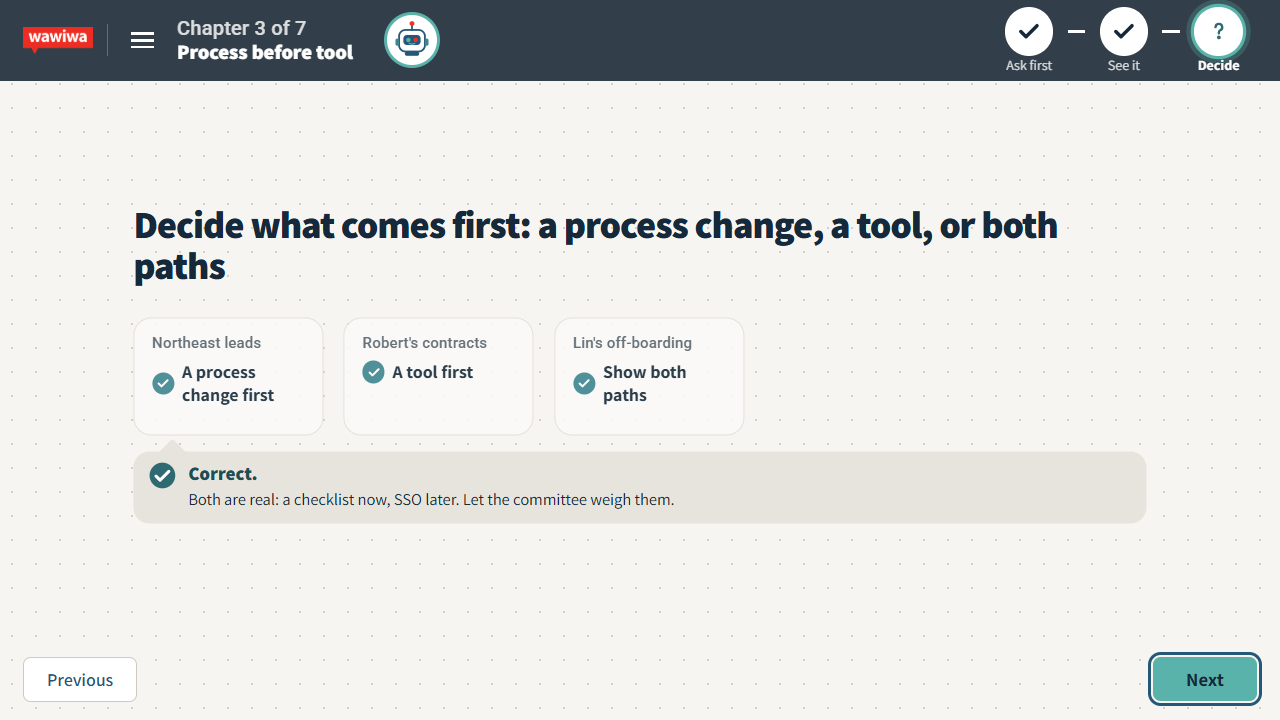 wawiwa
Chapter 3 of 7
Process before tool
Ask first
See it
?
Decide
Decide what comes first: a process change, a tool, or both
paths
Northeast leads
A process
change first
Robert's contracts
A tool first
Lin's off-boarding
Show both
paths
Correct.
Both are real: a checklist now, SSO later. Let the committee weigh them.
Previous
Next